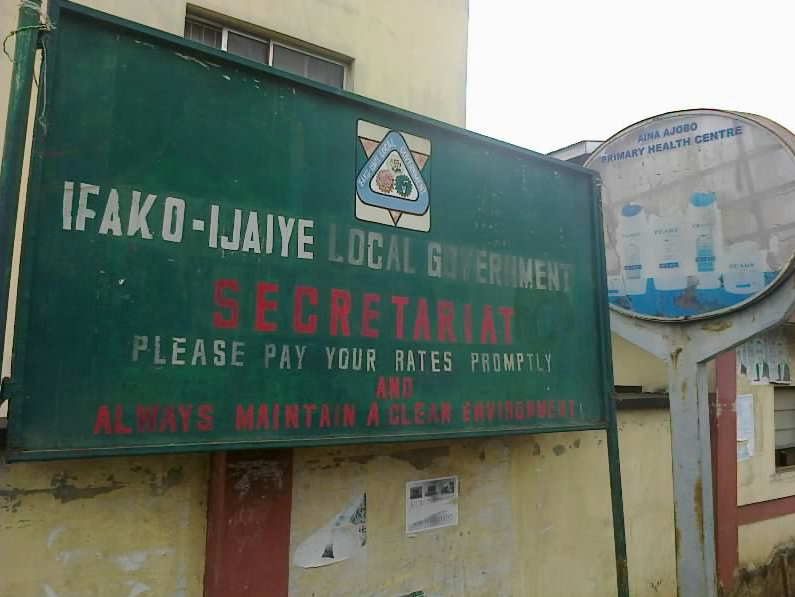 IFAKO-IJAIYE LOCAL GOVERNMENT
SECRETARIAT
PLEASE PAY YOUR RATES PROMPTLY
AND
ALWAYS MAINTAIN A CLEAN ENVIRONMENT
AINA AJOBO
PRIMARY HEALTH CENTRE